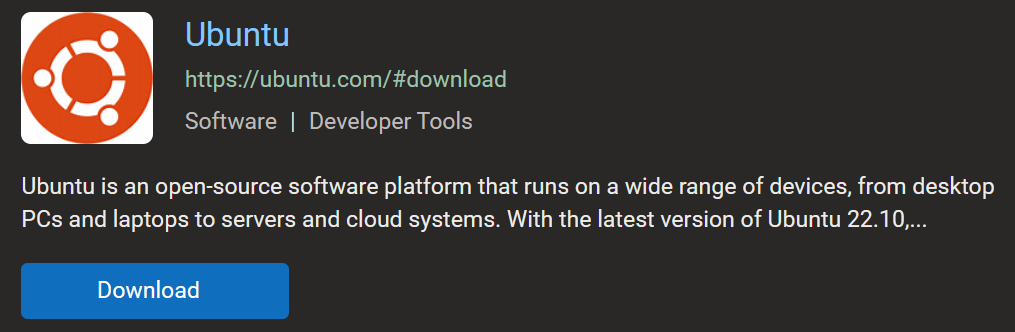 Ubuntu
https://ubuntu.com/#download
Software | Developer Tools
Ubuntu is an open-source software platform that runs on a wide range of devices, from desktop
PCs and laptops to servers and cloud systems. With the latest version of Ubuntu 22.10,...
Download